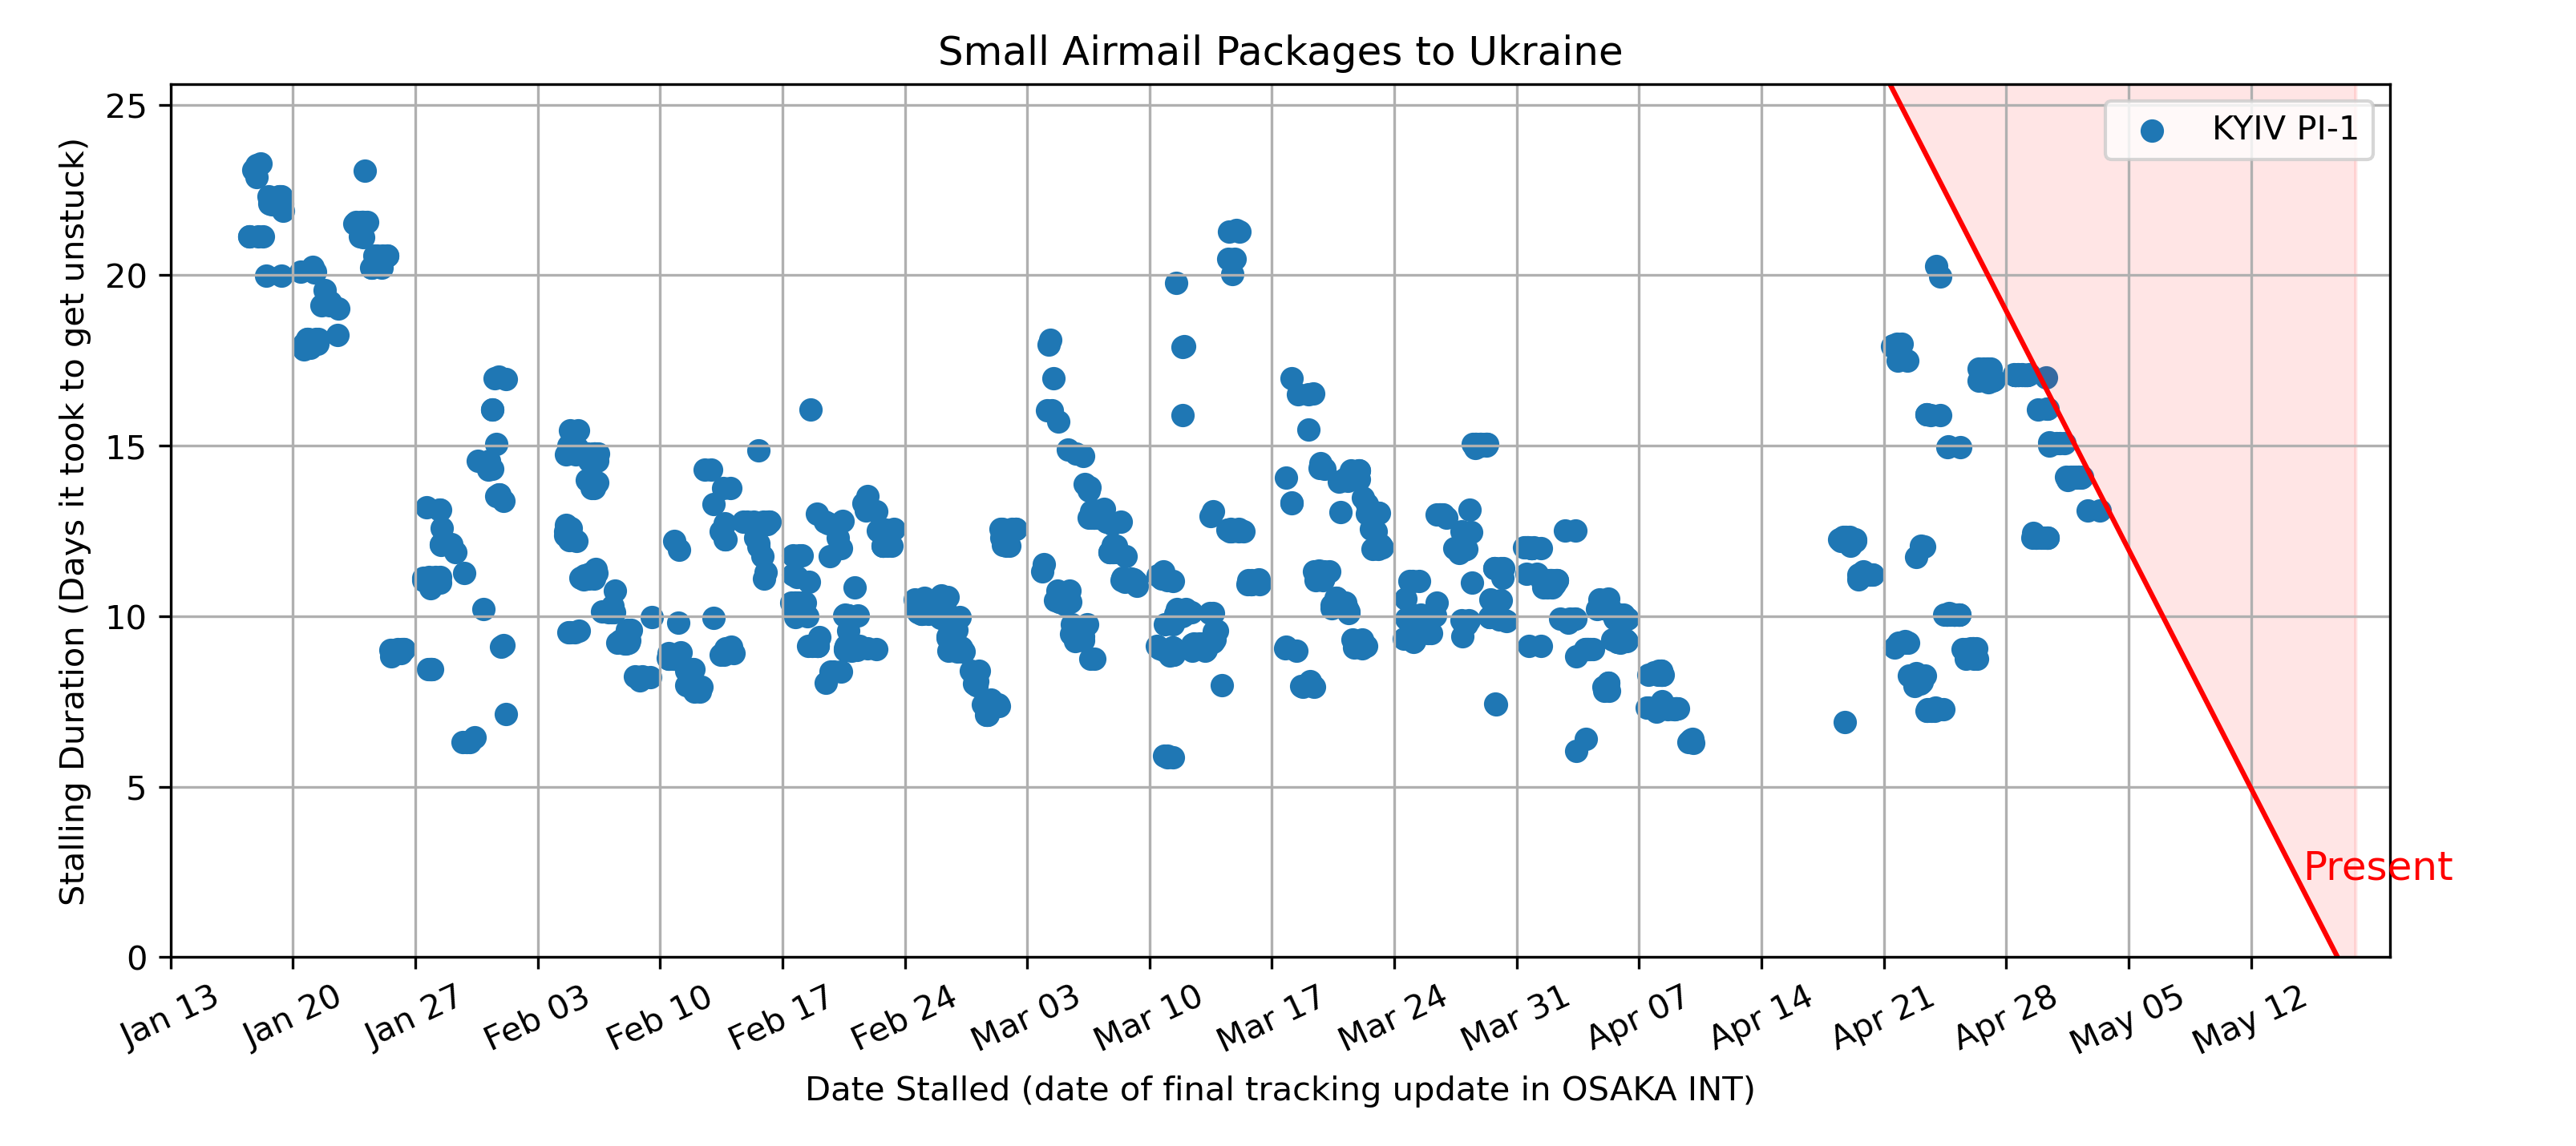 Small Airmail Packages to Ukraine
Stalling Duration (Days it took to get unstuck)
25
20
15
10
5
0
KYIV PI-1
Present
Jan 13
Jan 20
Jan 27
Feb 03
Feb 10
Feb 17
Feb 24
Mar 03
Mar 10
Mar 17
Mar 24
Mar 31
Apr 07
Apr 14
Apr 21
Apr 28
May 05
May 12
Date Stalled (date of final tracking update in OSAKA INT)